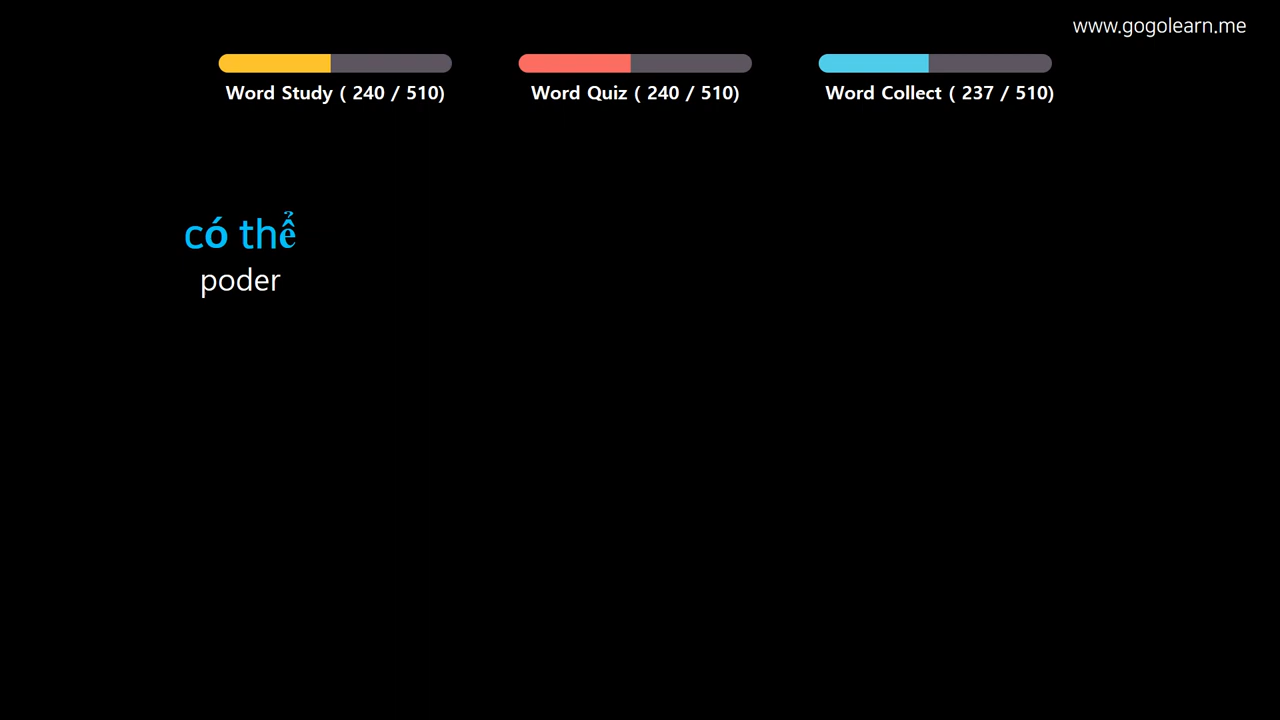 www.gogolearn.me
Word Study ( 240 / 510)
Word Quiz ( 240 / 510)
Word Collect ( 237 / 510)
có thể
poder